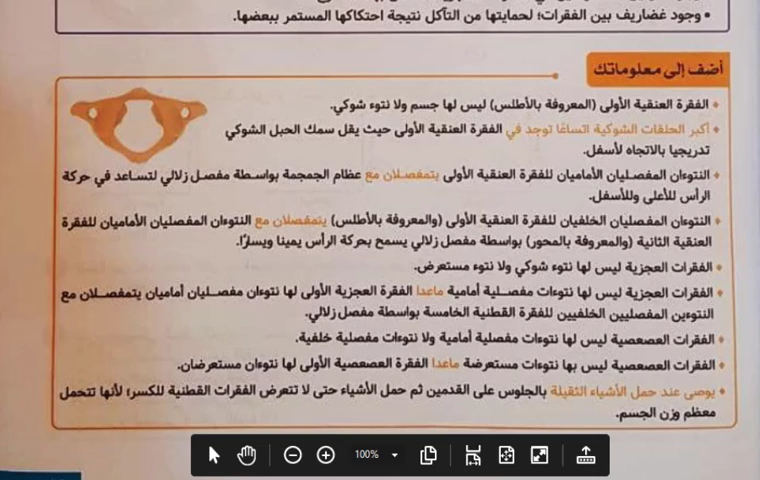 • وجود غضاريف بين الفقرات؛ لحمايتها من التآكل نتيجة احتكاكها المستمر ببعضها.
أضف إلى معلوماتك
• الفقرة العنقية الأولى (المعروفة بالأطلس) ليس لها جسم ولا نتوء شوكي.
• أكبر الحلقات الشوكية اتساعًا توجد في الفقرة العنقية الأولى حيث يقل سمك الحبل الشوكي
تدريجيا بالاتجاه لأسفل.
• النتوءان المفصليان الأماميان للفقرة العنقية الأولى يتمفصلان مع عظام الجمجمة بواسطة مفصل زلالي لتساعد في حركة
الرأس للأعلى وللأسفل.
• النتوءان المفصليان الخلفيان للفقرة العنقية الأولى (والمعروفة بالأطلس) يتمفصلان مع النتوءان المفصليان الأماميان للفقرة
العنقية الثانية (والمعروفة بالمحور) بواسطة مفصل زلالي يسمح بحركة الرأس يمينا ويسارًا.
• الفقرات العجزية ليس لها نتوء شوكي ولا نتوء مستعرض.
• الفقرات العجزية ليس لها نتوءات مفصلية أمامية ماعدا الفقرة العجزية الأولى لها نتوءان مفصليان أماميان يتمفصلان مع
النتوءين المفصليين الخلفيين للفقرة القطنية الخامسة بواسطة مفصل زلالي.
• الفقرات العصعصية ليس لها نتوءات مفصلية أمامية ولا نتوءات مفصلية خلفية.
• الفقرات العصعصية ليس بها نتوءات مستعرضة ماعدا الفقرة العصعصية الأولى لها نتوءان مستعرضان.
• يوصى عند حمل الأشياء الثقيلة بالجلوس على القدمين ثم حمل الأشياء حتى لا تتعرض الفقرات القطنية للكسر؛ لأنها تتحمل
معظم وزن الجسم.
100%